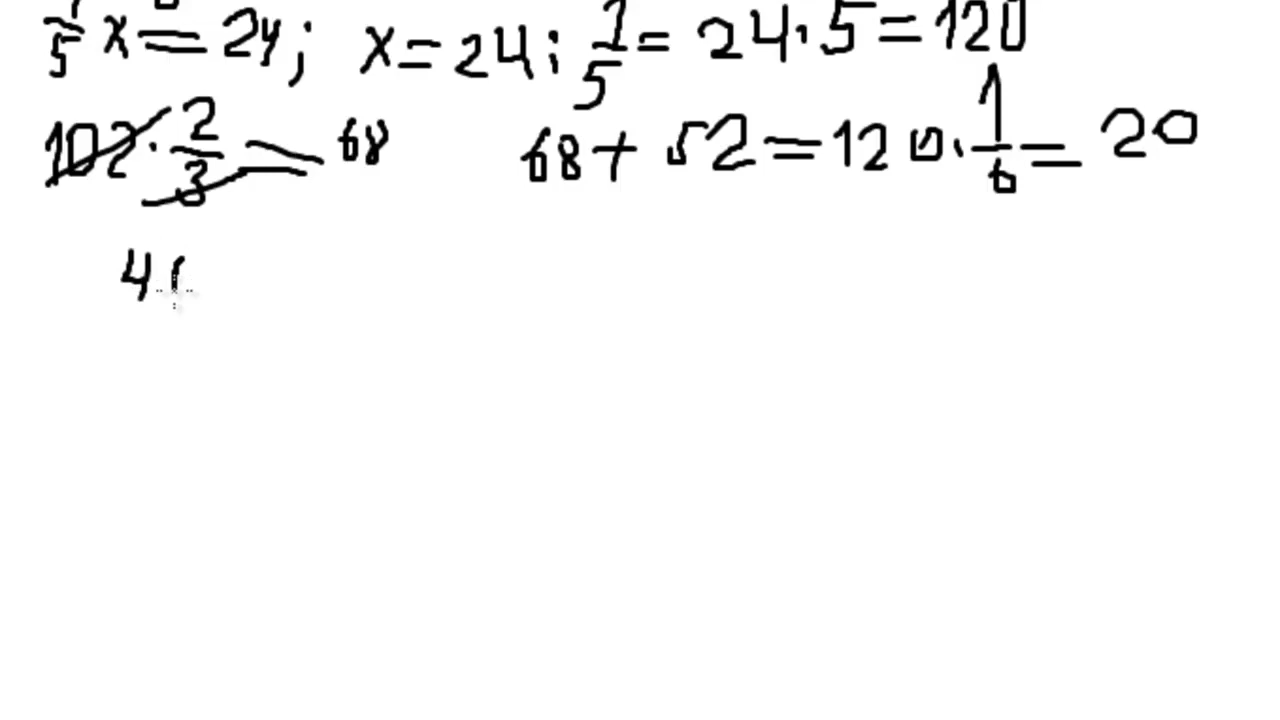 1/5 x = 24; x = 24 : 1/5 = 24 · 5 = 120
102 · 2/3 = 68 68 + 52 = 120 · 1/6 = 20
4